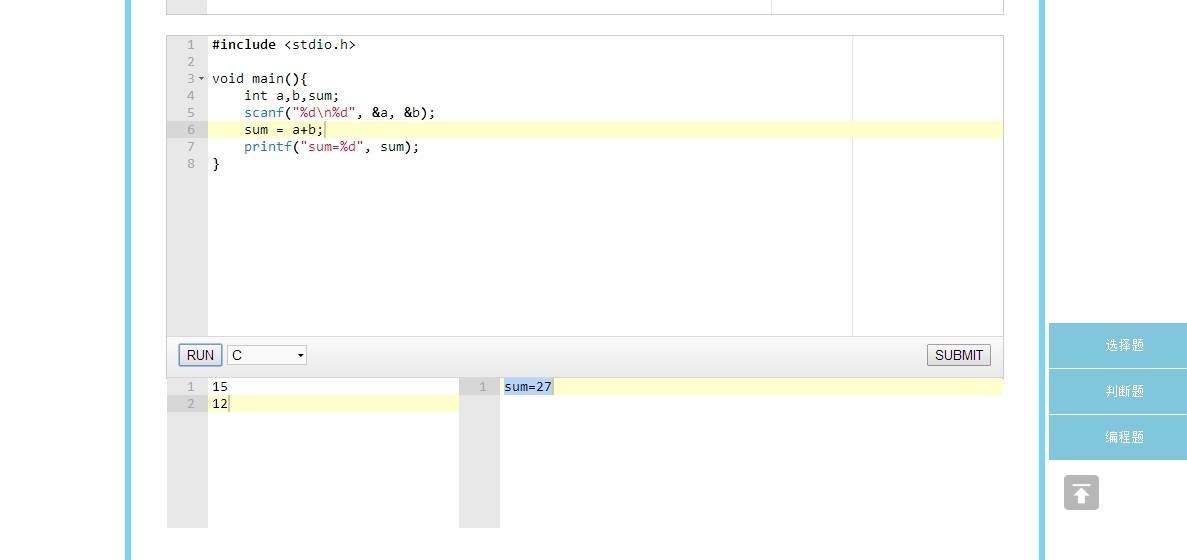 1 #include <stdio.h>
2
3 void main(){
4     int a,b,sum;
5     scanf("%d\n%d", &a, &b);
6     sum = a+b;
7     printf("sum=%d", sum);
8 }
RUN C SUBMIT
1 15
2 12
1 sum=27
选择题
判断题
编程题